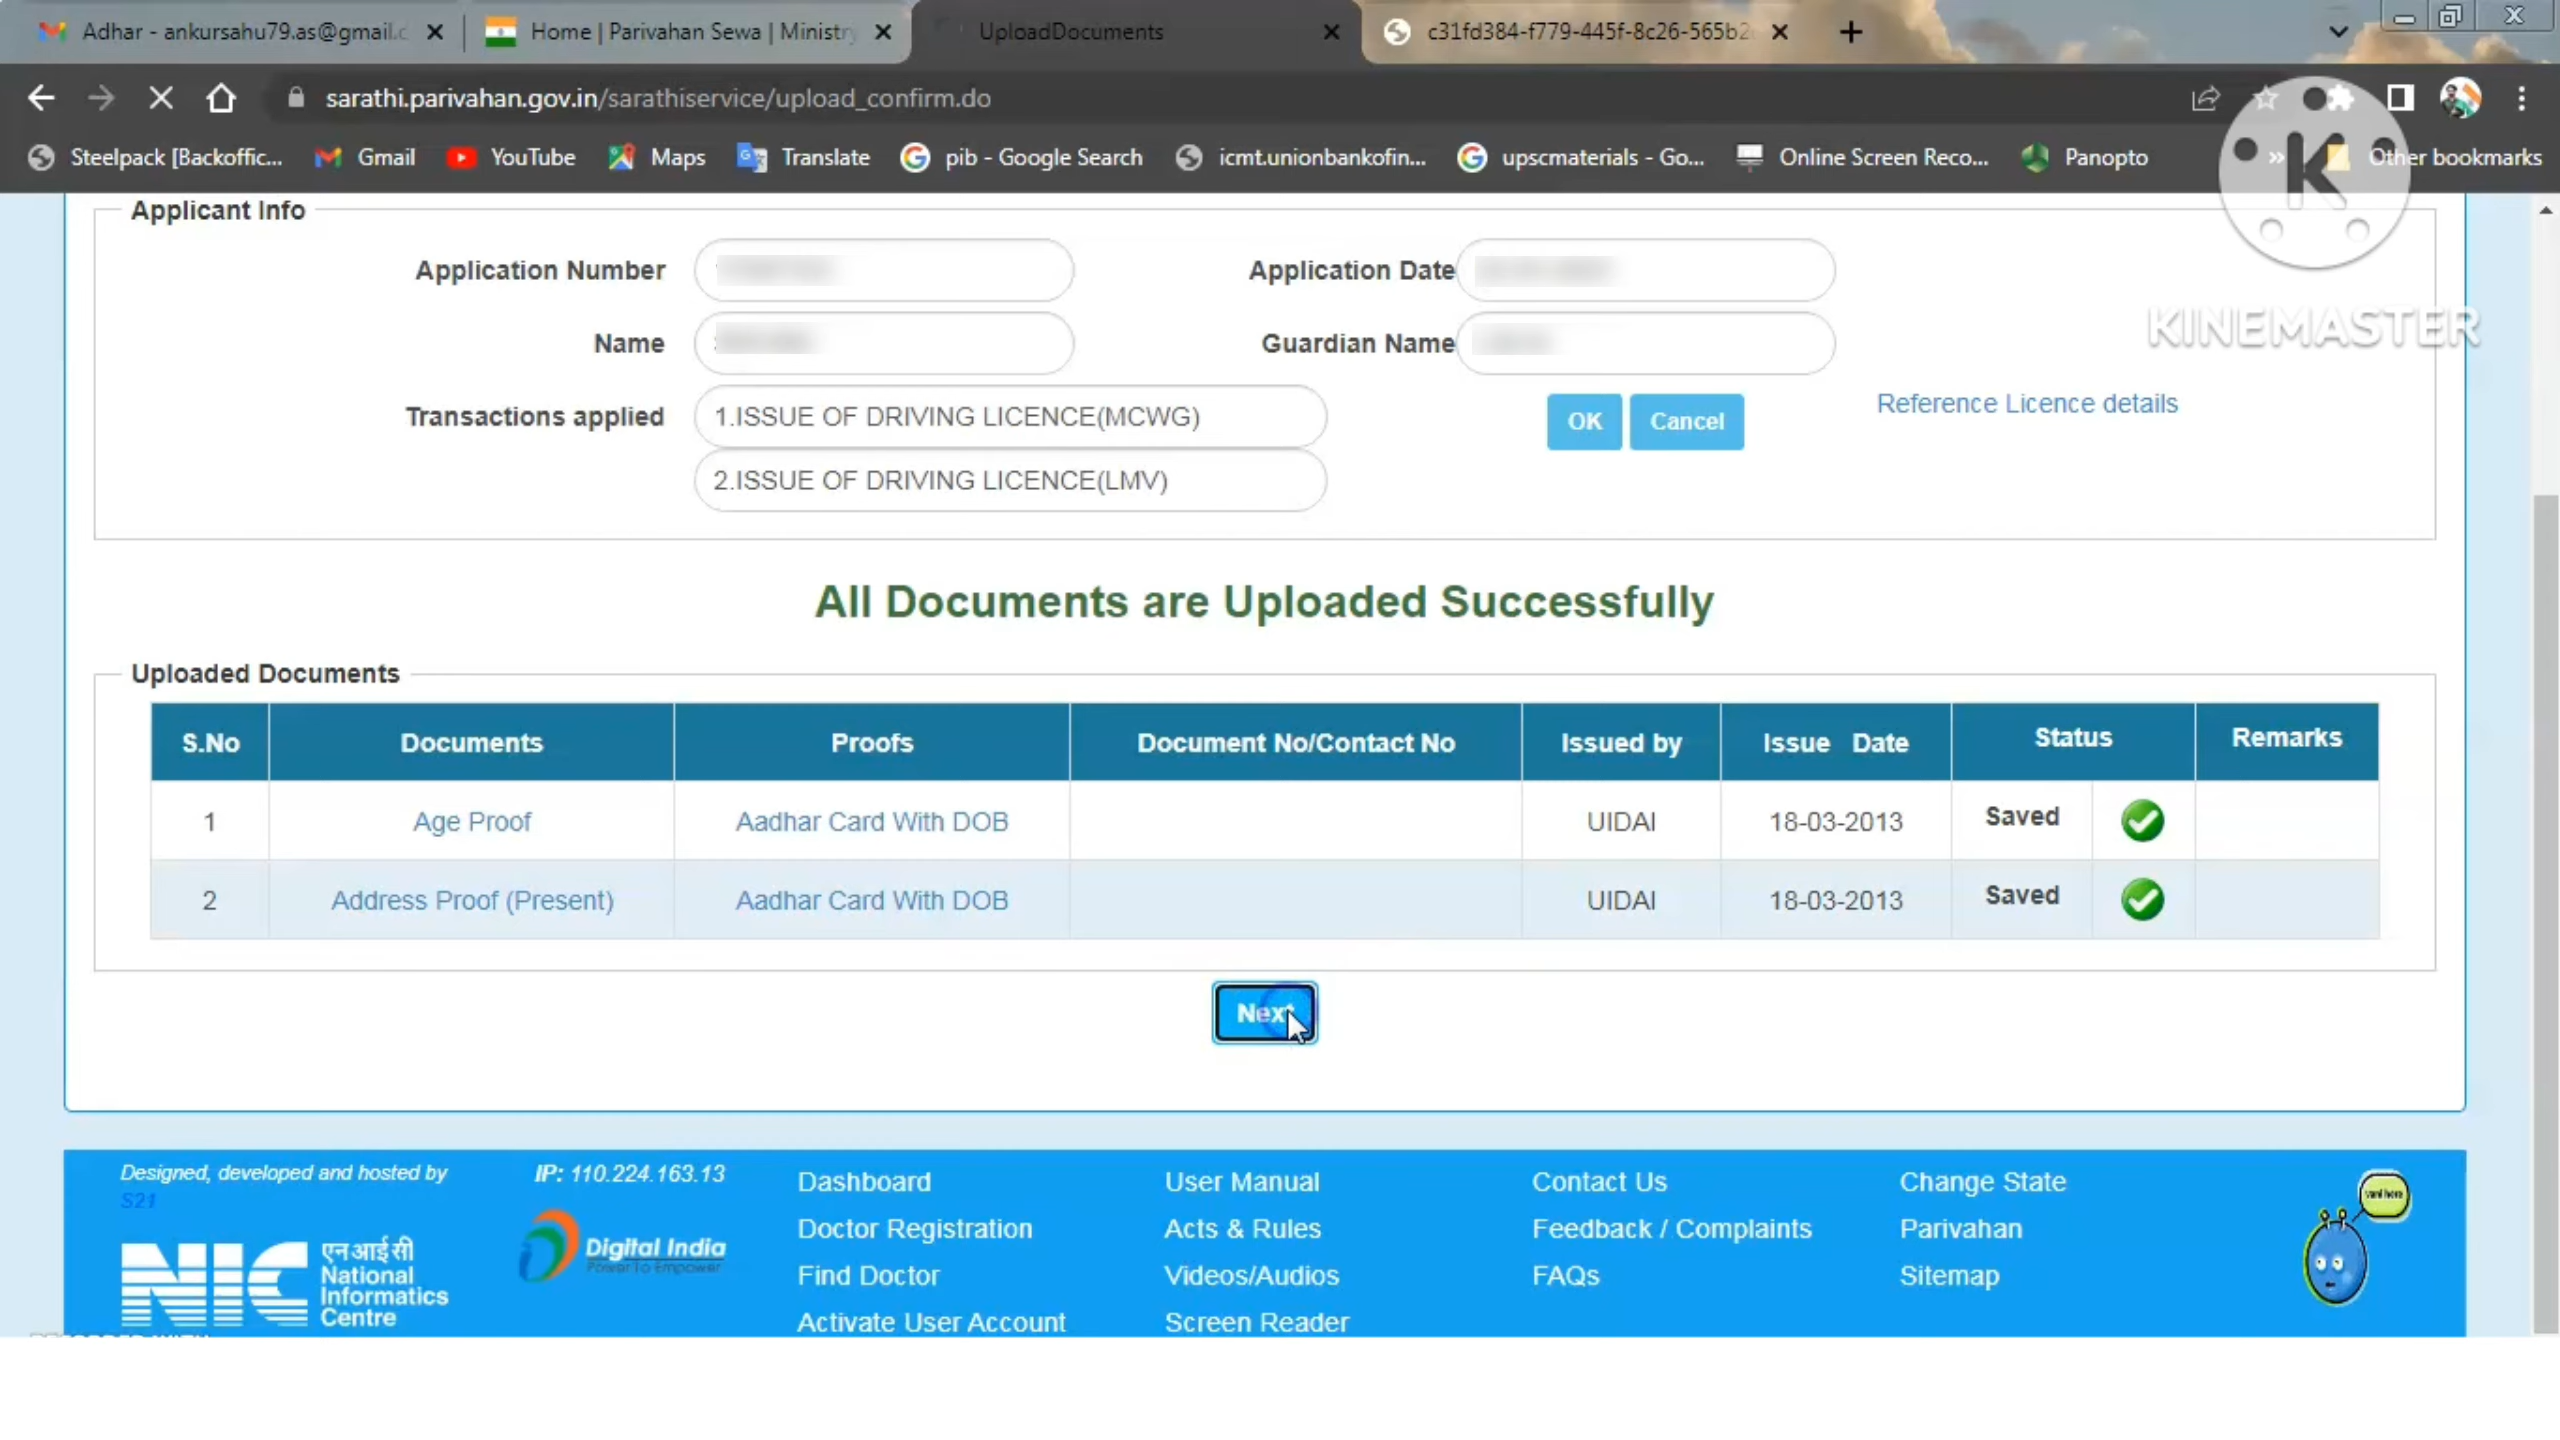 Adhar - ankursahu79.as@gmail.c
Home | Parivahan Sewa | Ministry
UploadDocuments
c31fd384-f779-445f-8c26-565b2
sarathi.parivahan.gov.in/sarathiservice/upload_confirm.do
Steelpack [Backoffic...
Gmail
YouTube
Maps
Translate
pib - Google Search
icmt.unionbankofin...
upscmaterials - Go...
Online Screen Reco...
Panopto
»
Other bookmarks
K
KINEMASTER
Applicant Info
Application Number
Application Date
Name
Guardian Name
Transactions applied
1.ISSUE OF DRIVING LICENCE(MCWG)
OK
Cancel
Reference Licence details
2.ISSUE OF DRIVING LICENCE(LMV)
All Documents are Uploaded Successfully
Uploaded Documents
S.No Documents Proofs Document No/Contact No Issued by Issue Date Status Remarks
1 Age Proof Aadhar Card With DOB UIDAI 18-03-2013 Saved
2 Address Proof (Present) Aadhar Card With DOB UIDAI 18-03-2013 Saved
Next
Designed, developed and hosted by
S21
IP: 110.224.163.13
NIC
एन आई सी
National
Informatics
Centre
Digital India
Power To Empower
Dashboard
Doctor Registration
Find Doctor
Activate User Account
User Manual
Acts & Rules
Videos/Audios
Screen Reader
Contact Us
Feedback / Complaints
FAQs
Change State
Parivahan
Sitemap